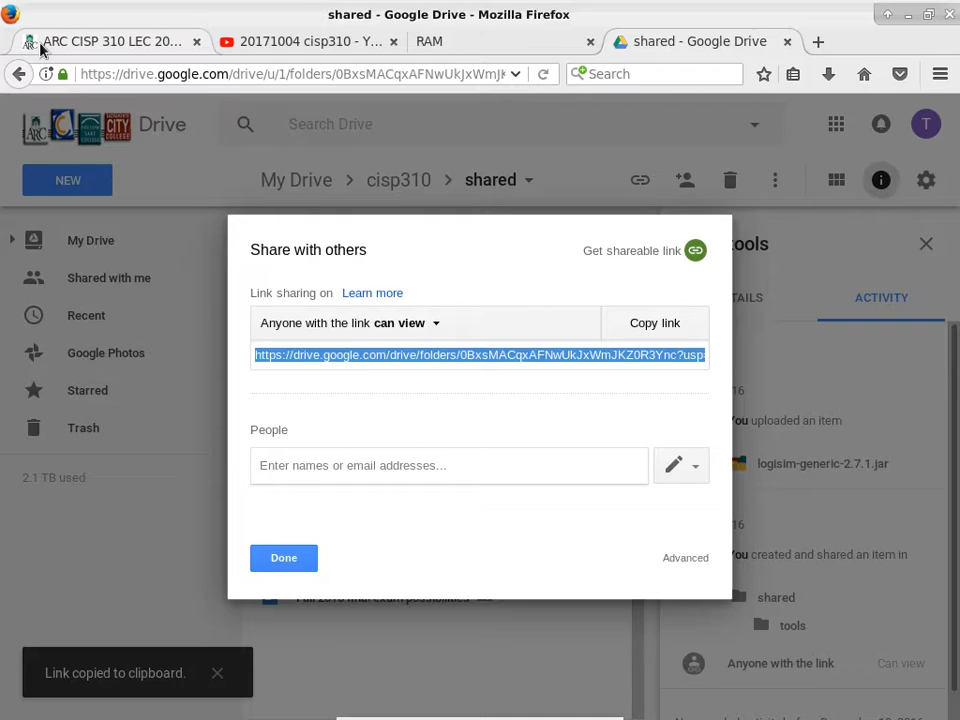 shared - Google Drive - Mozilla Firefox
ARC CISP 310 LEC 20...
20171004 cisp310 - Y...
RAM
shared - Google Drive
https://drive.google.com/drive/u/1/folders/0BxsMACqxAFNwUkJxWmJK
Search
ARC
CITY
Drive
Search Drive
T
NEW
My Drive > cisp310 > shared
My Drive
Shared with me
Recent
Google Photos
Starred
Trash
2.1 TB used
Share with others
Get shareable link
Link sharing on Learn more
Anyone with the link can view
Copy link
https://drive.google.com/drive/folders/0BxsMACqxAFNwUkJxWmJKZ0R3Ync?usp
People
Enter names or email addresses...
Done
Advanced
tools
TAILS
ACTIVITY
16
You uploaded an item
logisim-generic-2.7.1.jar
16
You created and shared an item in
shared
tools
Anyone with the link
Can view
Link copied to clipboard.